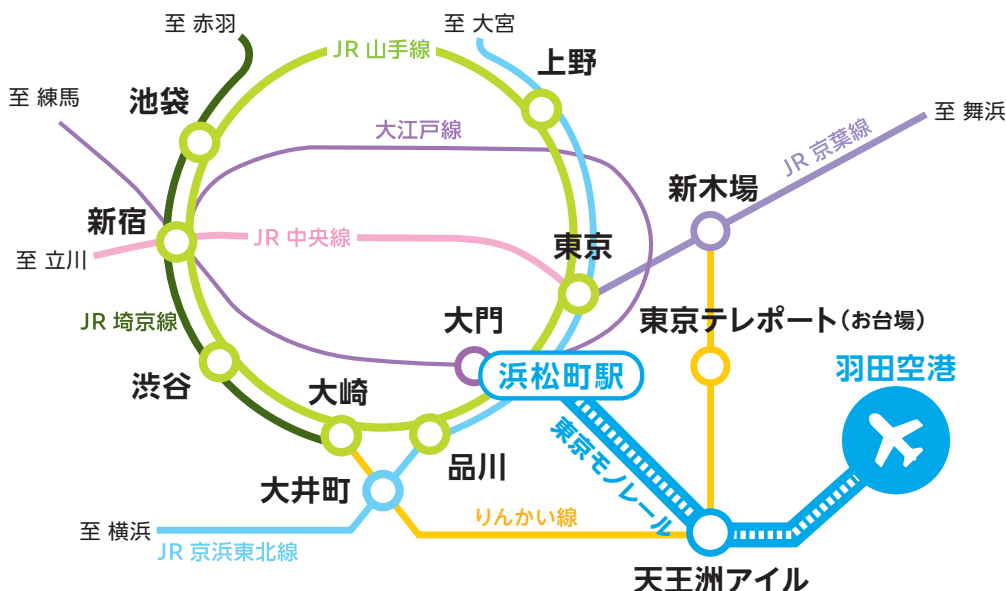 至 赤羽
至 大宮
JR 山手線
上野
至 練馬
池袋
大江戸線
至 舞浜
JR 京葉線
新木場
新宿
JR 中央線
東京
至 立川
JR 埼京線
大門
東京テレポート(お台場)
浜松町駅
羽田空港
渋谷
大崎
東京モノレール
品川
大井町
りんかい線
至 横浜
JR 京浜東北線
天王洲アイル